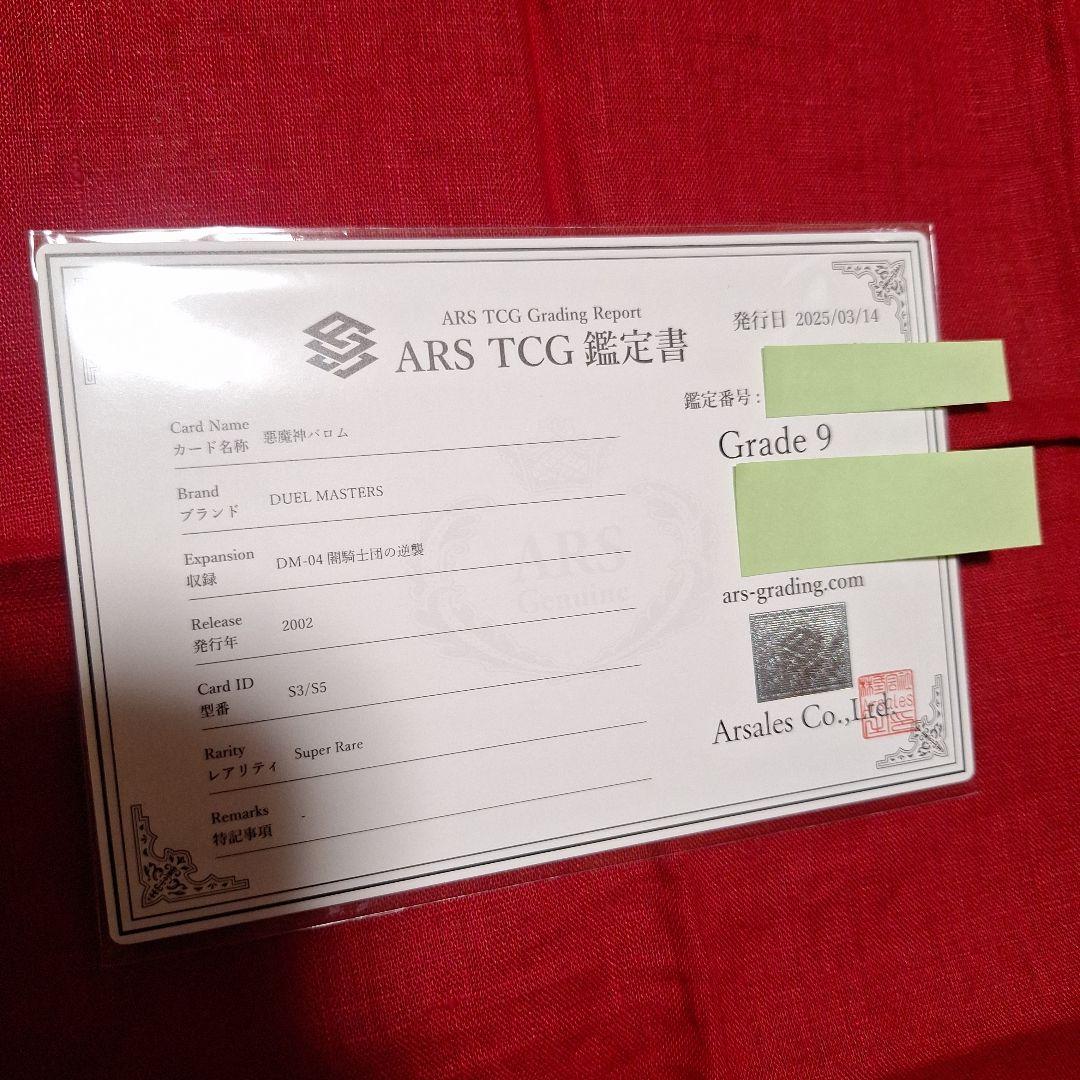 ARS TCG Grading Report
ARS TCG 鑑定書
発行日 2025/03/14
鑑定番号 :
Grade 9
Card Name
カード名称 悪魔神バロム
Brand
ブランド DUEL MASTERS
Expansion
収録 DM-04 闇騎士団の逆襲
Release
発行年 2002
Card ID
型番 S3/S5
Rarity
レアリティ Super Rare
Remarks
特記事項 -
ARS
Genuine
ars-grading.com
Arsales Co.,Ltd.